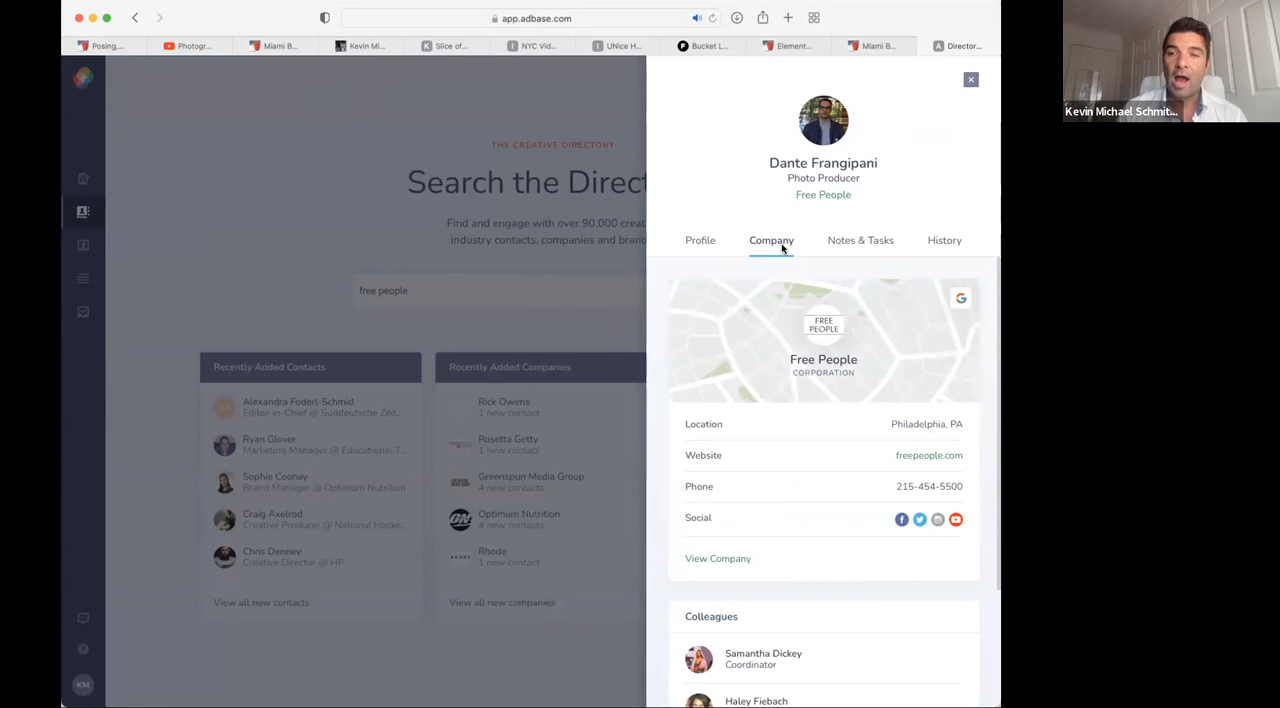 app.adbase.com
Posing,...
Photogr...
Miami B...
Kevin Mi...
Slice of...
NYC Vid...
UNice H...
Bucket L...
Element...
Miami B...
Director...
THE CREATIVE DIRECTORY
Search the Direct
Find and engage with over 90,000 creat
industry contacts, companies and brand
free people
Recently Added Contacts
Alexandra Foderl-Schmid
Editor-in-Chief @ Süddeutsche Zeit...
Ryan Glover
Marketing Manager @ Educational T...
Sophie Cooney
Brand Manager @ Optimum Nutrition
Craig Axelrod
Creative Producer @ National Hocke...
Chris Denney
Creative Director @ HP
View all new contacts
Recently Added Companies
Rick Owens
1 new contact
Rosetta Getty
1 new contact
Greenspun Media Group
4 new contacts
Optimum Nutrition
4 new contacts
Rhode
1 new contact
View all new companies
KM
Dante Frangipani
Photo Producer
Free People
Profile
Company
Notes & Tasks
History
FREE
PEOPLE
Free People
CORPORATION
Location
Philadelphia, PA
Website
freepeople.com
Phone
215-454-5500
Social
View Company
Colleagues
Samantha Dickey
Coordinator
Haley Fiebach
Kevin Michael Schmit...